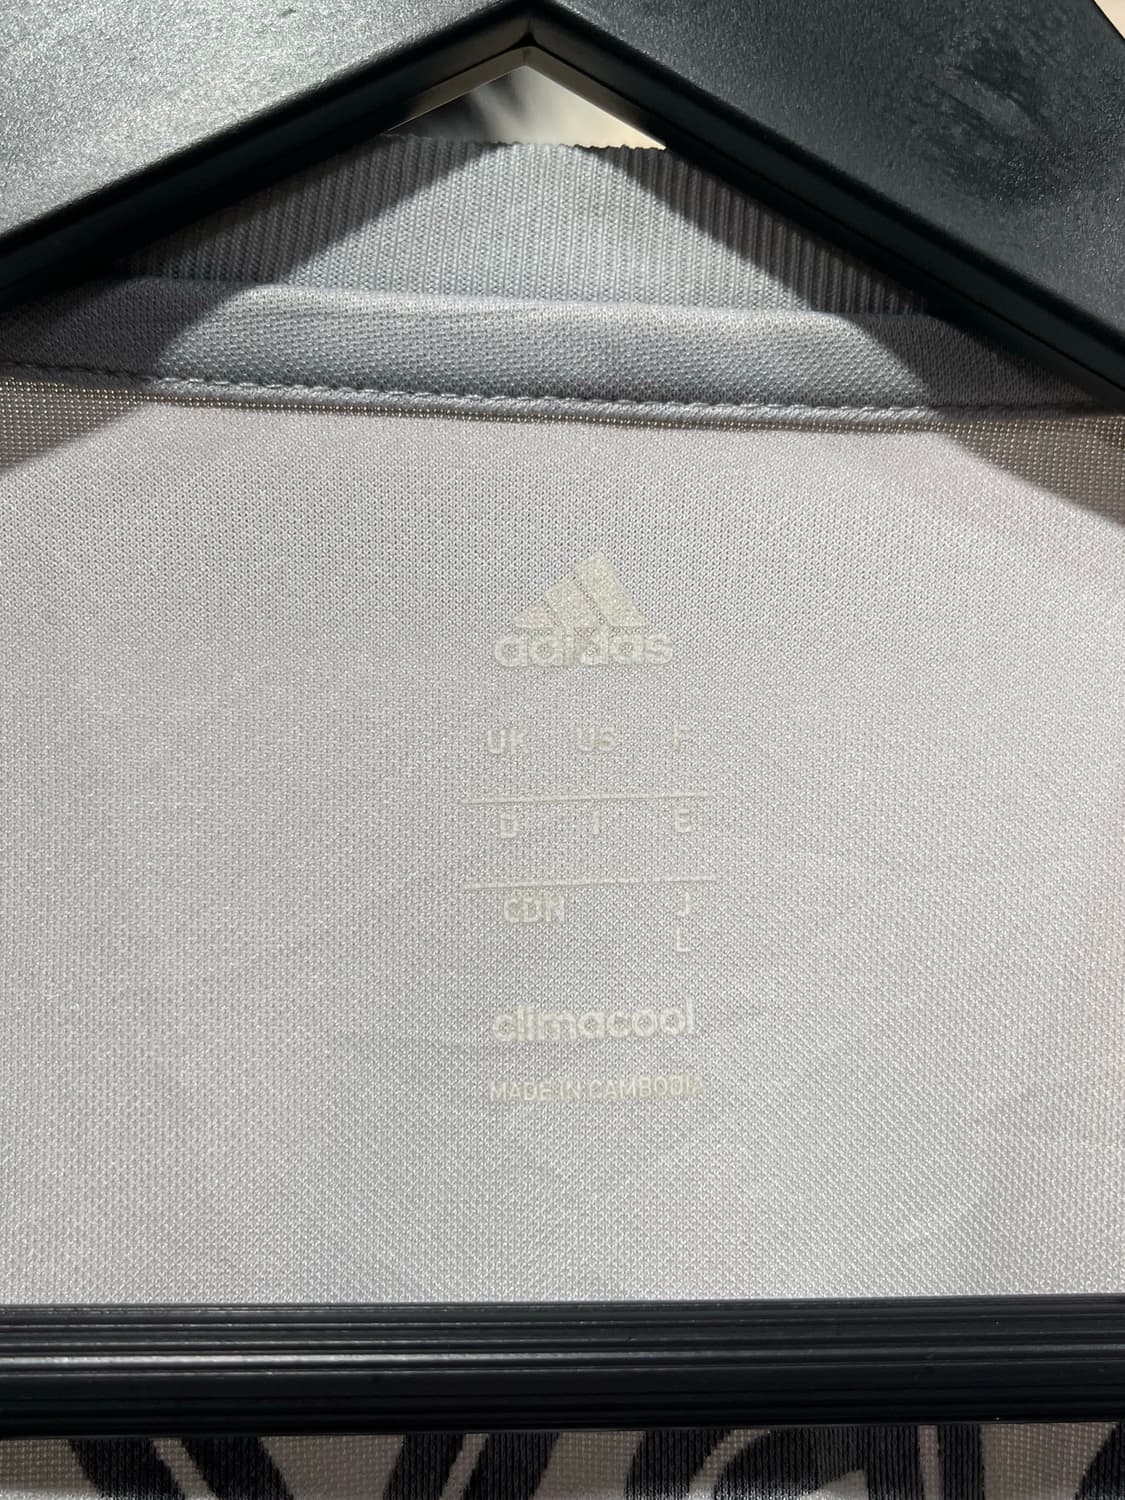 adidas
UK US F
D I E
CDN J
L
climacool
MADE IN CAMBODIA